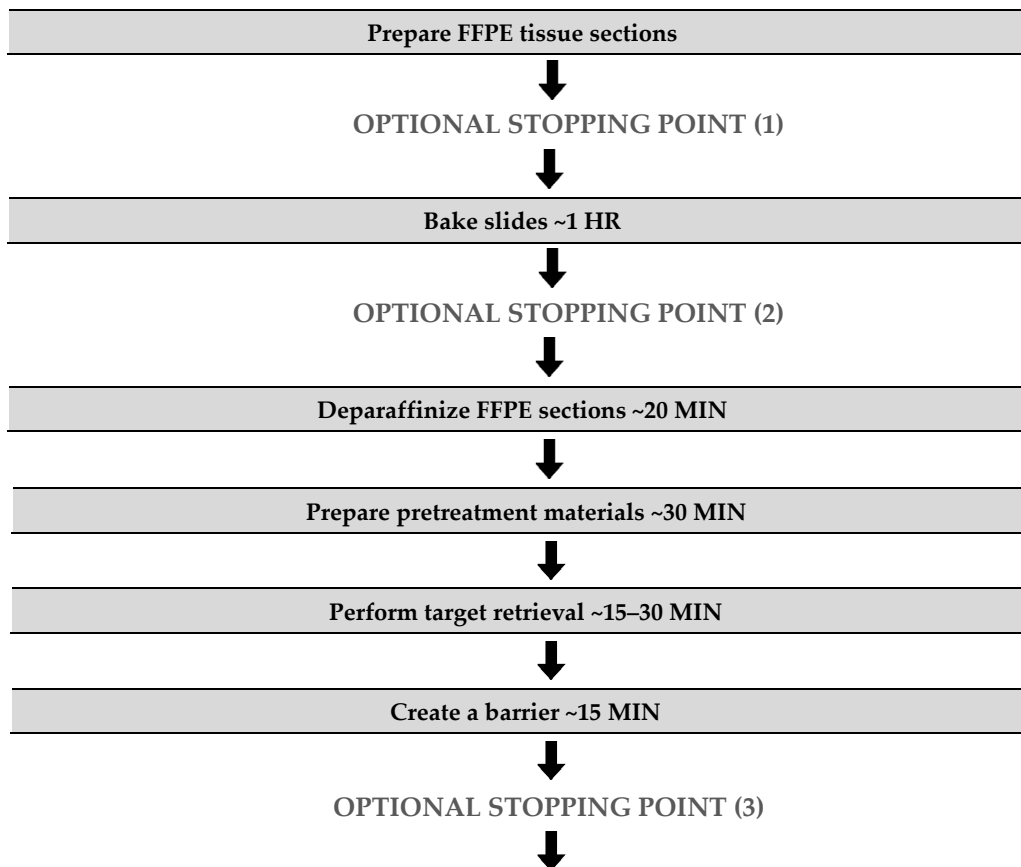 Prepare FFPE tissue sections
OPTIONAL STOPPING POINT (1)
Bake slides ~1 HR
OPTIONAL STOPPING POINT (2)
Deparaffinize FFPE sections ~20 MIN
Prepare pretreatment materials ~30 MIN
Perform target retrieval ~15–30 MIN
Create a barrier ~15 MIN
OPTIONAL STOPPING POINT (3)